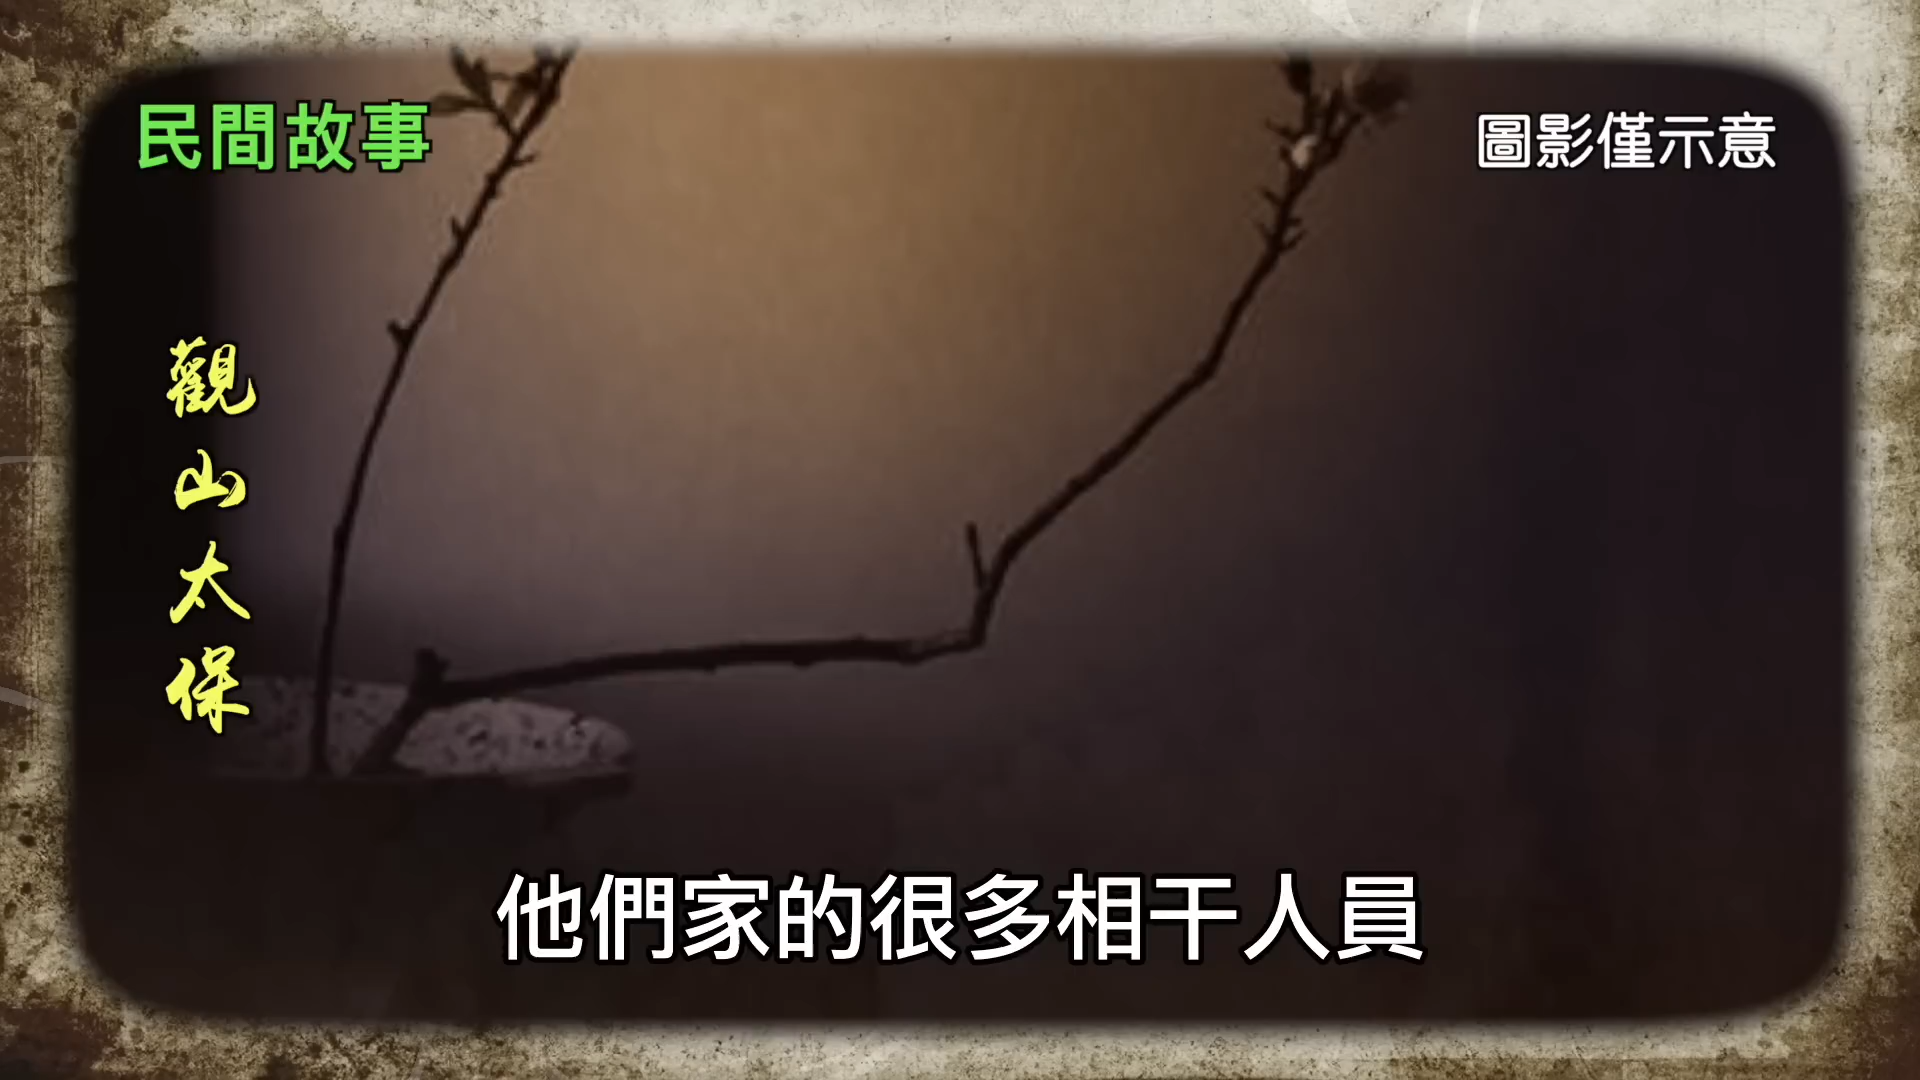 民間故事
圖影僅示意
觀山太保
他們家的很多相干人員